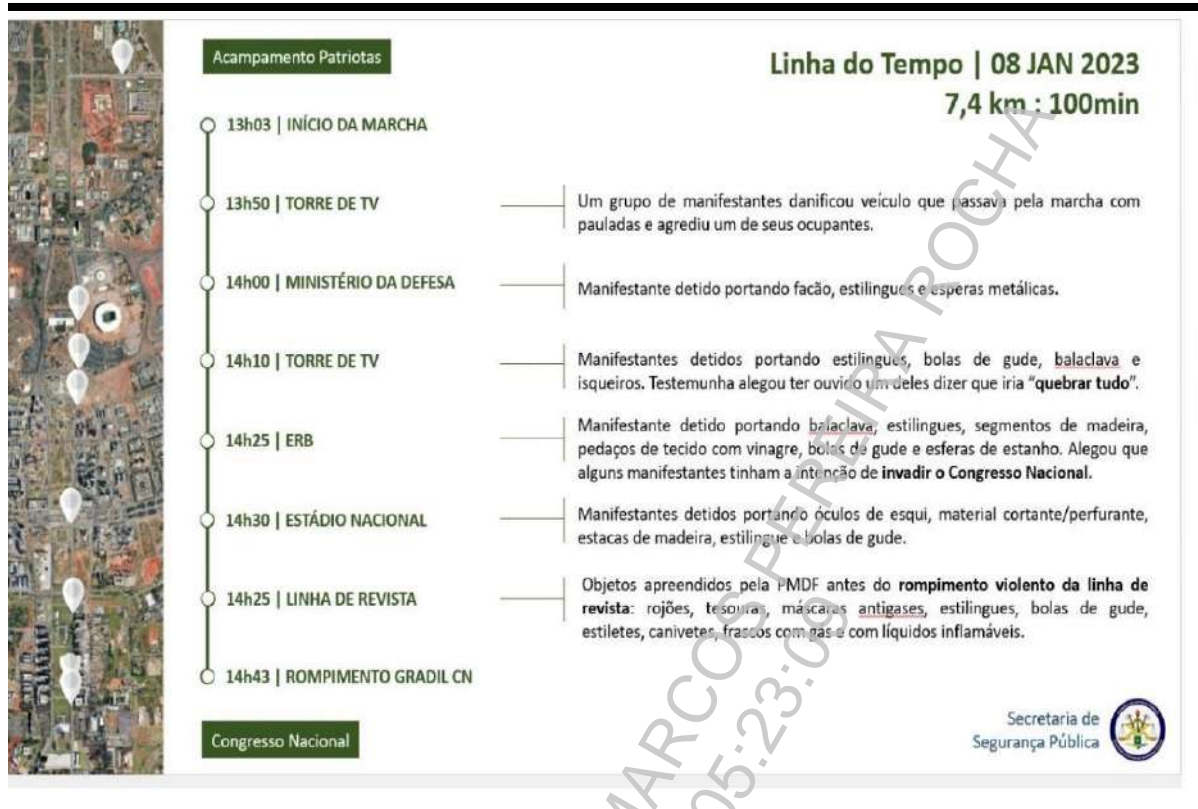 Acampamento Patriotas
Linha do Tempo | 08 JAN 2023
7,4 km : 100min
13h03 | INÍCIO DA MARCHA
13h50 | TORRE DE TV
Um grupo de manifestantes danificou veículo que passava pela marcha com
pauladas e agrediu um de seus ocupantes.
14h00 | MINISTÉRIO DA DEFESA
Manifestante detido portando facão, estilingues e esperas metálicas.
14h10 | TORRE DE TV
Manifestantes detidos portando estilingues, bolas de gude, balaclava e
isqueiros. Testemunha alegou ter ouvido um deles dizer que iria “quebrar tudo”.
14h25 | ERB
Manifestante detido portando balaclava, estilingues, segmentos de madeira,
pedaços de tecido com vinagre, bolas de gude e esferas de estanho. Alegou que
alguns manifestantes tinham a intenção de invadir o Congresso Nacional.
14h30 | ESTÁDIO NACIONAL
Manifestantes detidos portando óculos de esqui, material cortante/perfurante,
estacas de madeira, estilingue e bolas de gude.
14h25 | LINHA DE REVISTA
Objetos apreendidos pela PMDF antes do rompimento violento da linha de
revista: rojões, tesouras, máscaras antigases, estilingues, bolas de gude,
estiletes, canivetes, frascos com gás e com líquidos inflamáveis.
14h43 | ROMPIMENTO GRADIL CN
Congresso Nacional
Secretaria de
Segurança Pública
MARCOS PEREIRA ROCHA
05:23:09